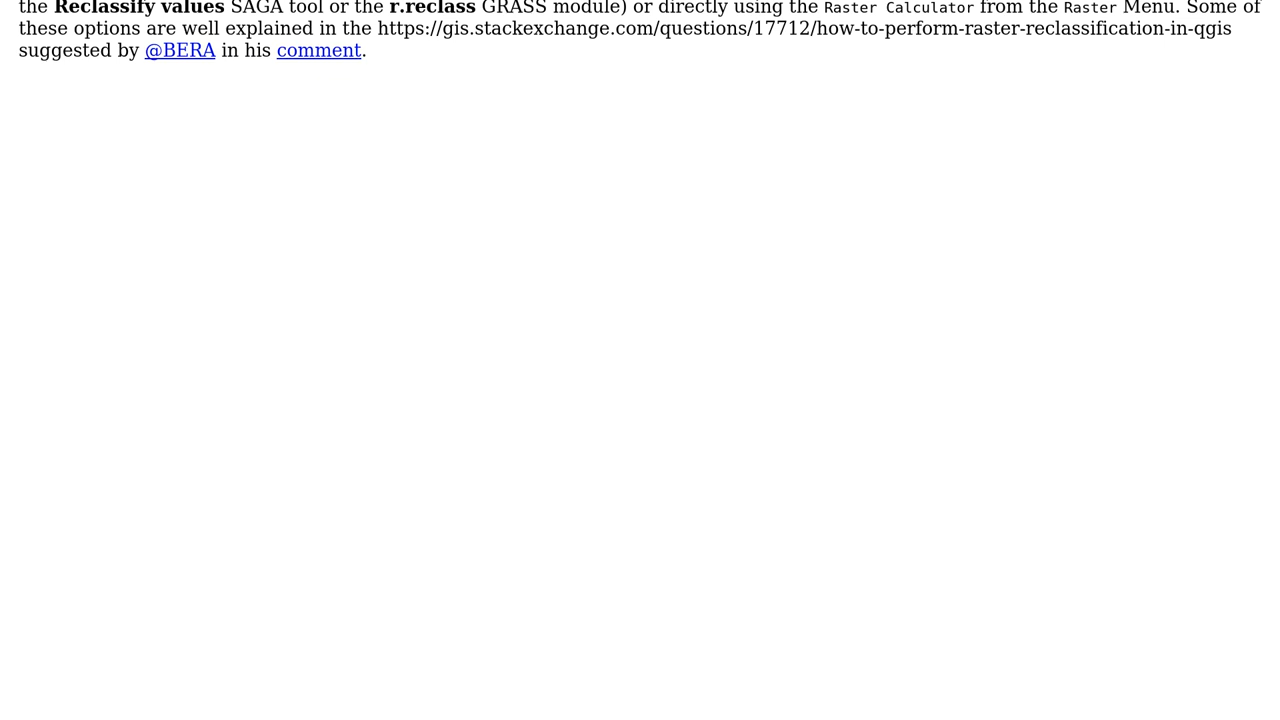 the Reclassify values SAGA tool or the r.reclass GRASS module) or directly using the Raster Calculator from the Raster Menu. Some of
these options are well explained in the https://gis.stackexchange.com/questions/17712/how-to-perform-raster-reclassification-in-qgis
suggested by @BERA in his comment.